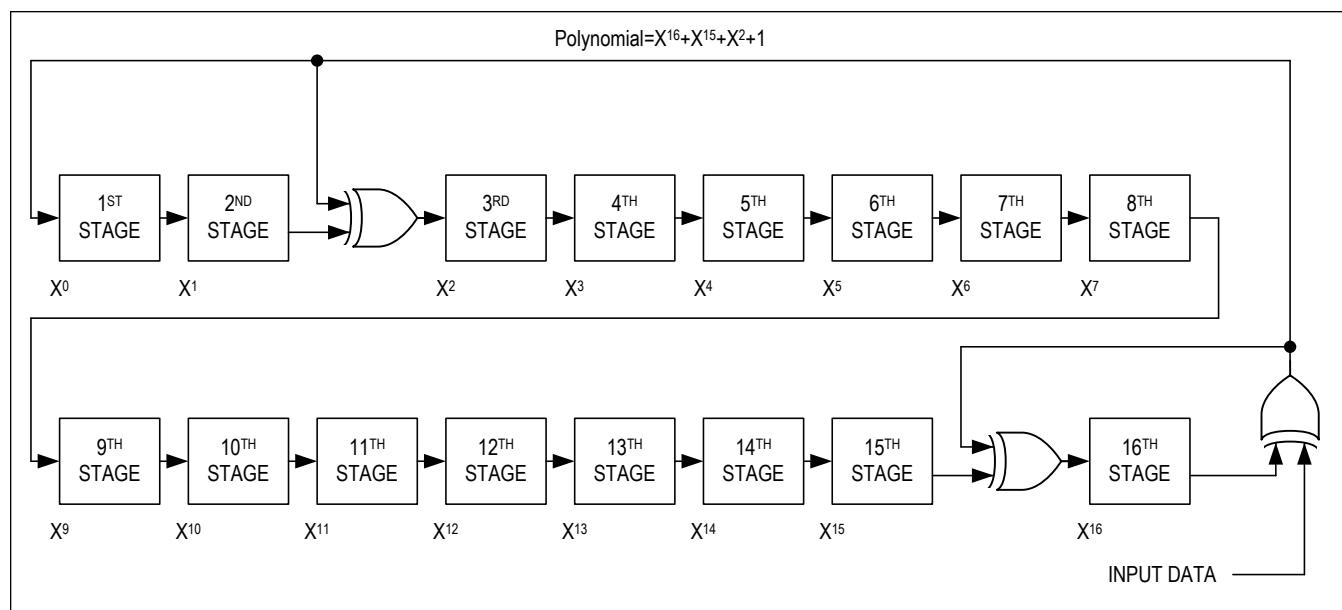 Polynomial=X¹⁶+X¹⁵+X²+1
1ST STAGE
2ND STAGE
3RD STAGE
4TH STAGE
5TH STAGE
6TH STAGE
7TH STAGE
8TH STAGE
X⁰ X¹ X² X³ X⁴ X⁵ X⁶ X⁷
9TH STAGE
10TH STAGE
11TH STAGE
12TH STAGE
13TH STAGE
14TH STAGE
15TH STAGE
16TH STAGE
X⁹ X¹⁰ X¹¹ X¹² X¹³ X¹⁴ X¹⁵ X¹⁶
INPUT DATA